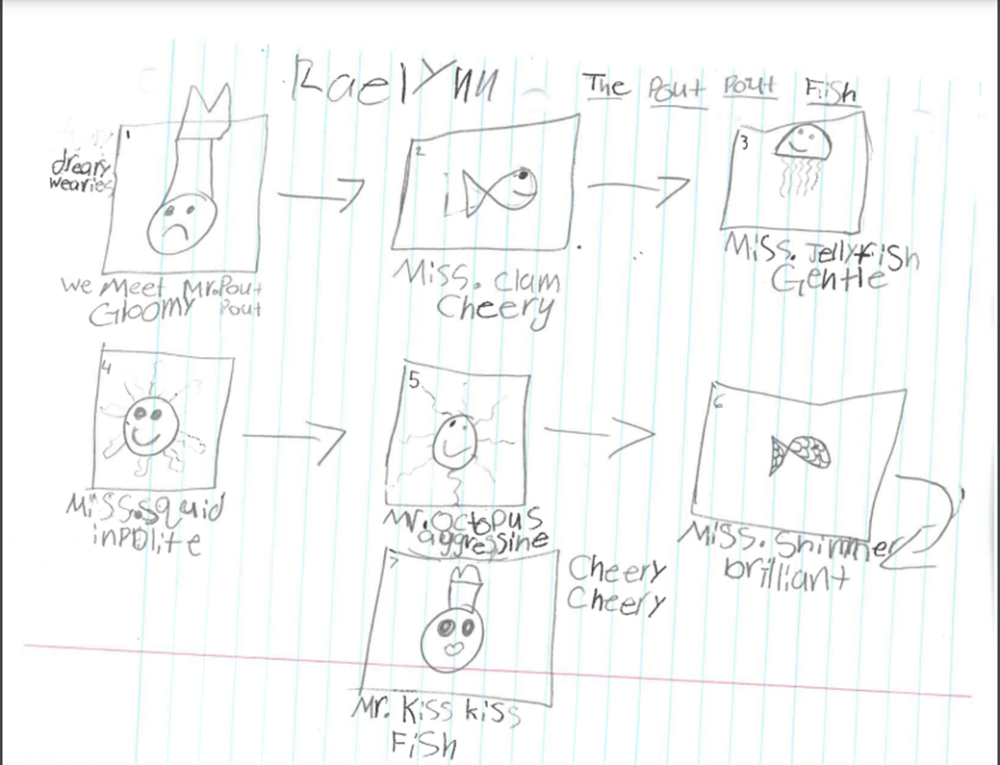 RaelYnn
The Pout Pout Fish
1
dreary
wearies
We Meet Mr. Pout
Gloomy Pout
2
Miss. clam
Cheery
3
Miss. Jellyfish
Gentle
4
Miss. squid
inpolite
5
Mr. octopus
aggressine
6
Miss. Shimmer
brilliant
7
Cheery
Cheery
Mr. Kiss kiss
Fish